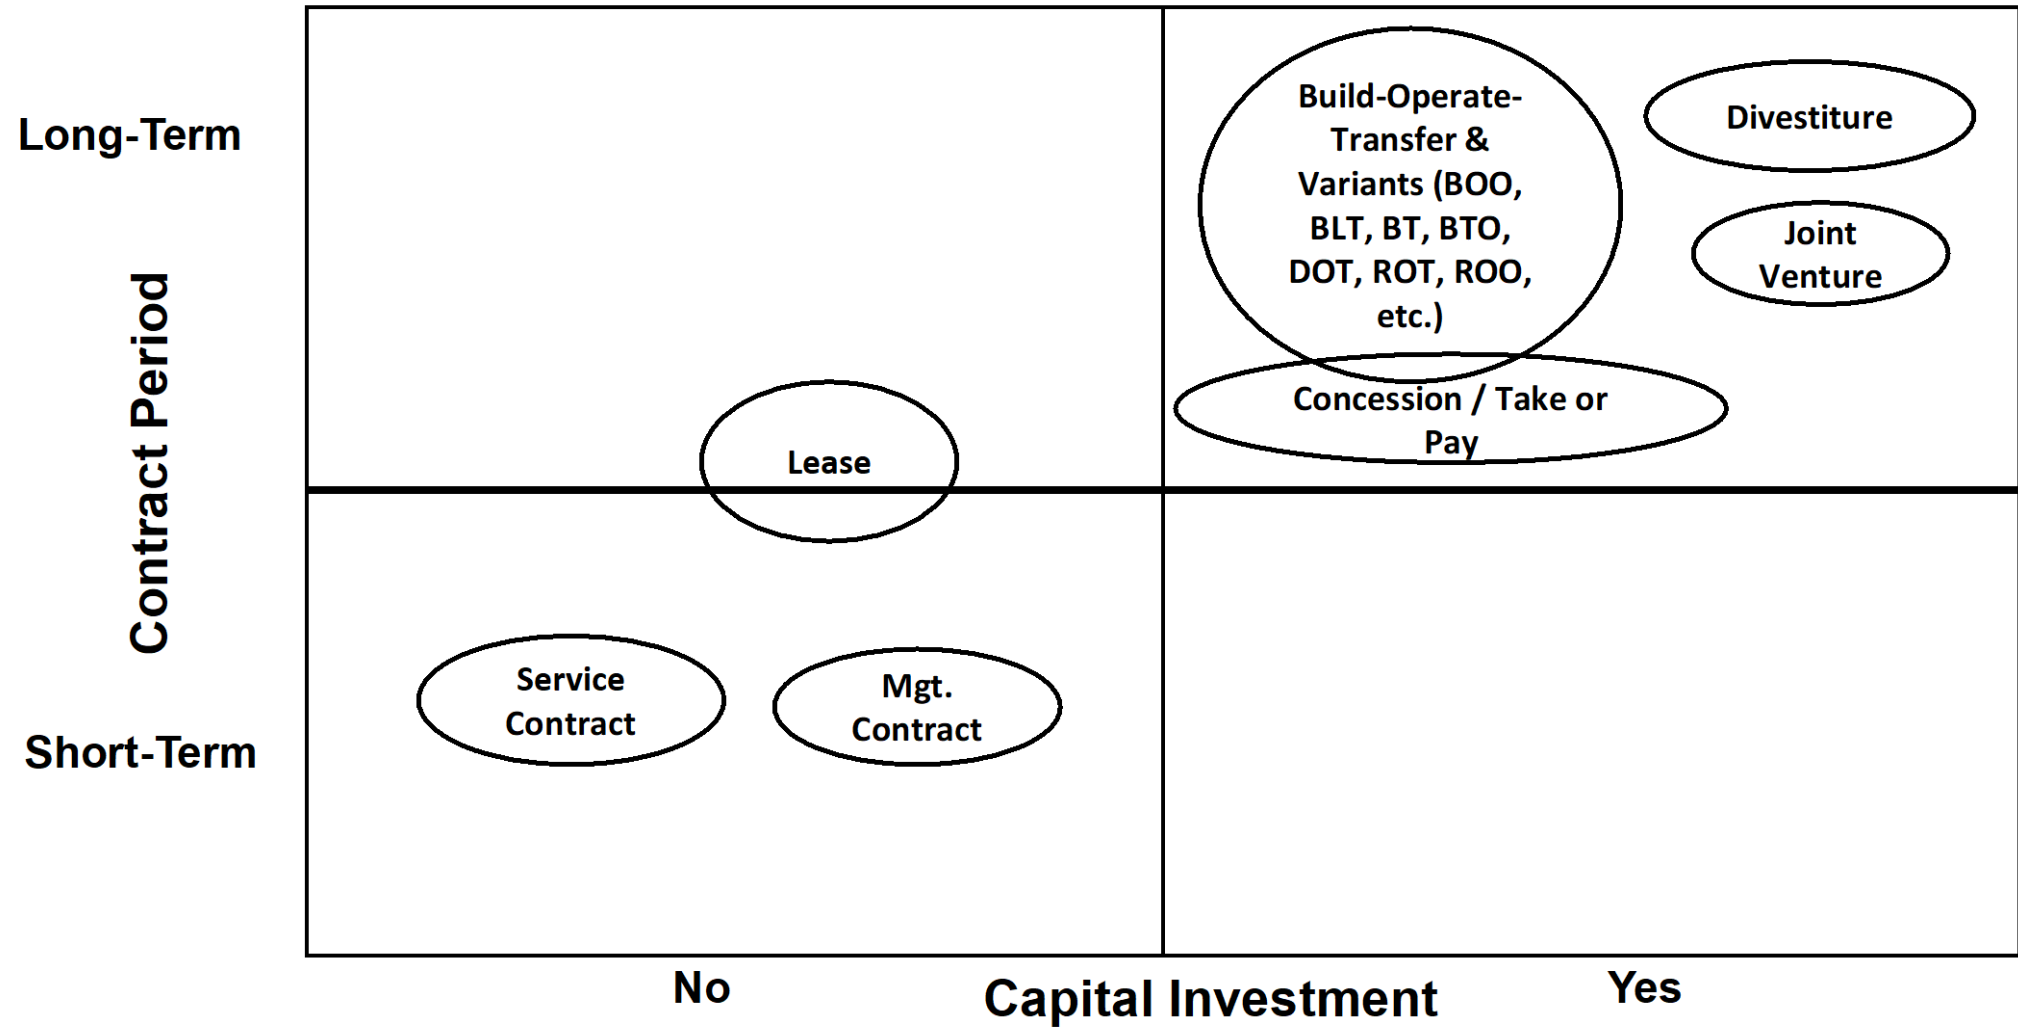 Long-Term
Contract Period
Short-Term
Build-Operate-
Transfer &
Variants (BOO,
BLT, BT, BTO,
DOT, ROT, ROO,
etc.)
Divestiture
Joint
Venture
Concession / Take or
Pay
Lease
Service
Contract
Mgt.
Contract
No
Capital Investment
Yes